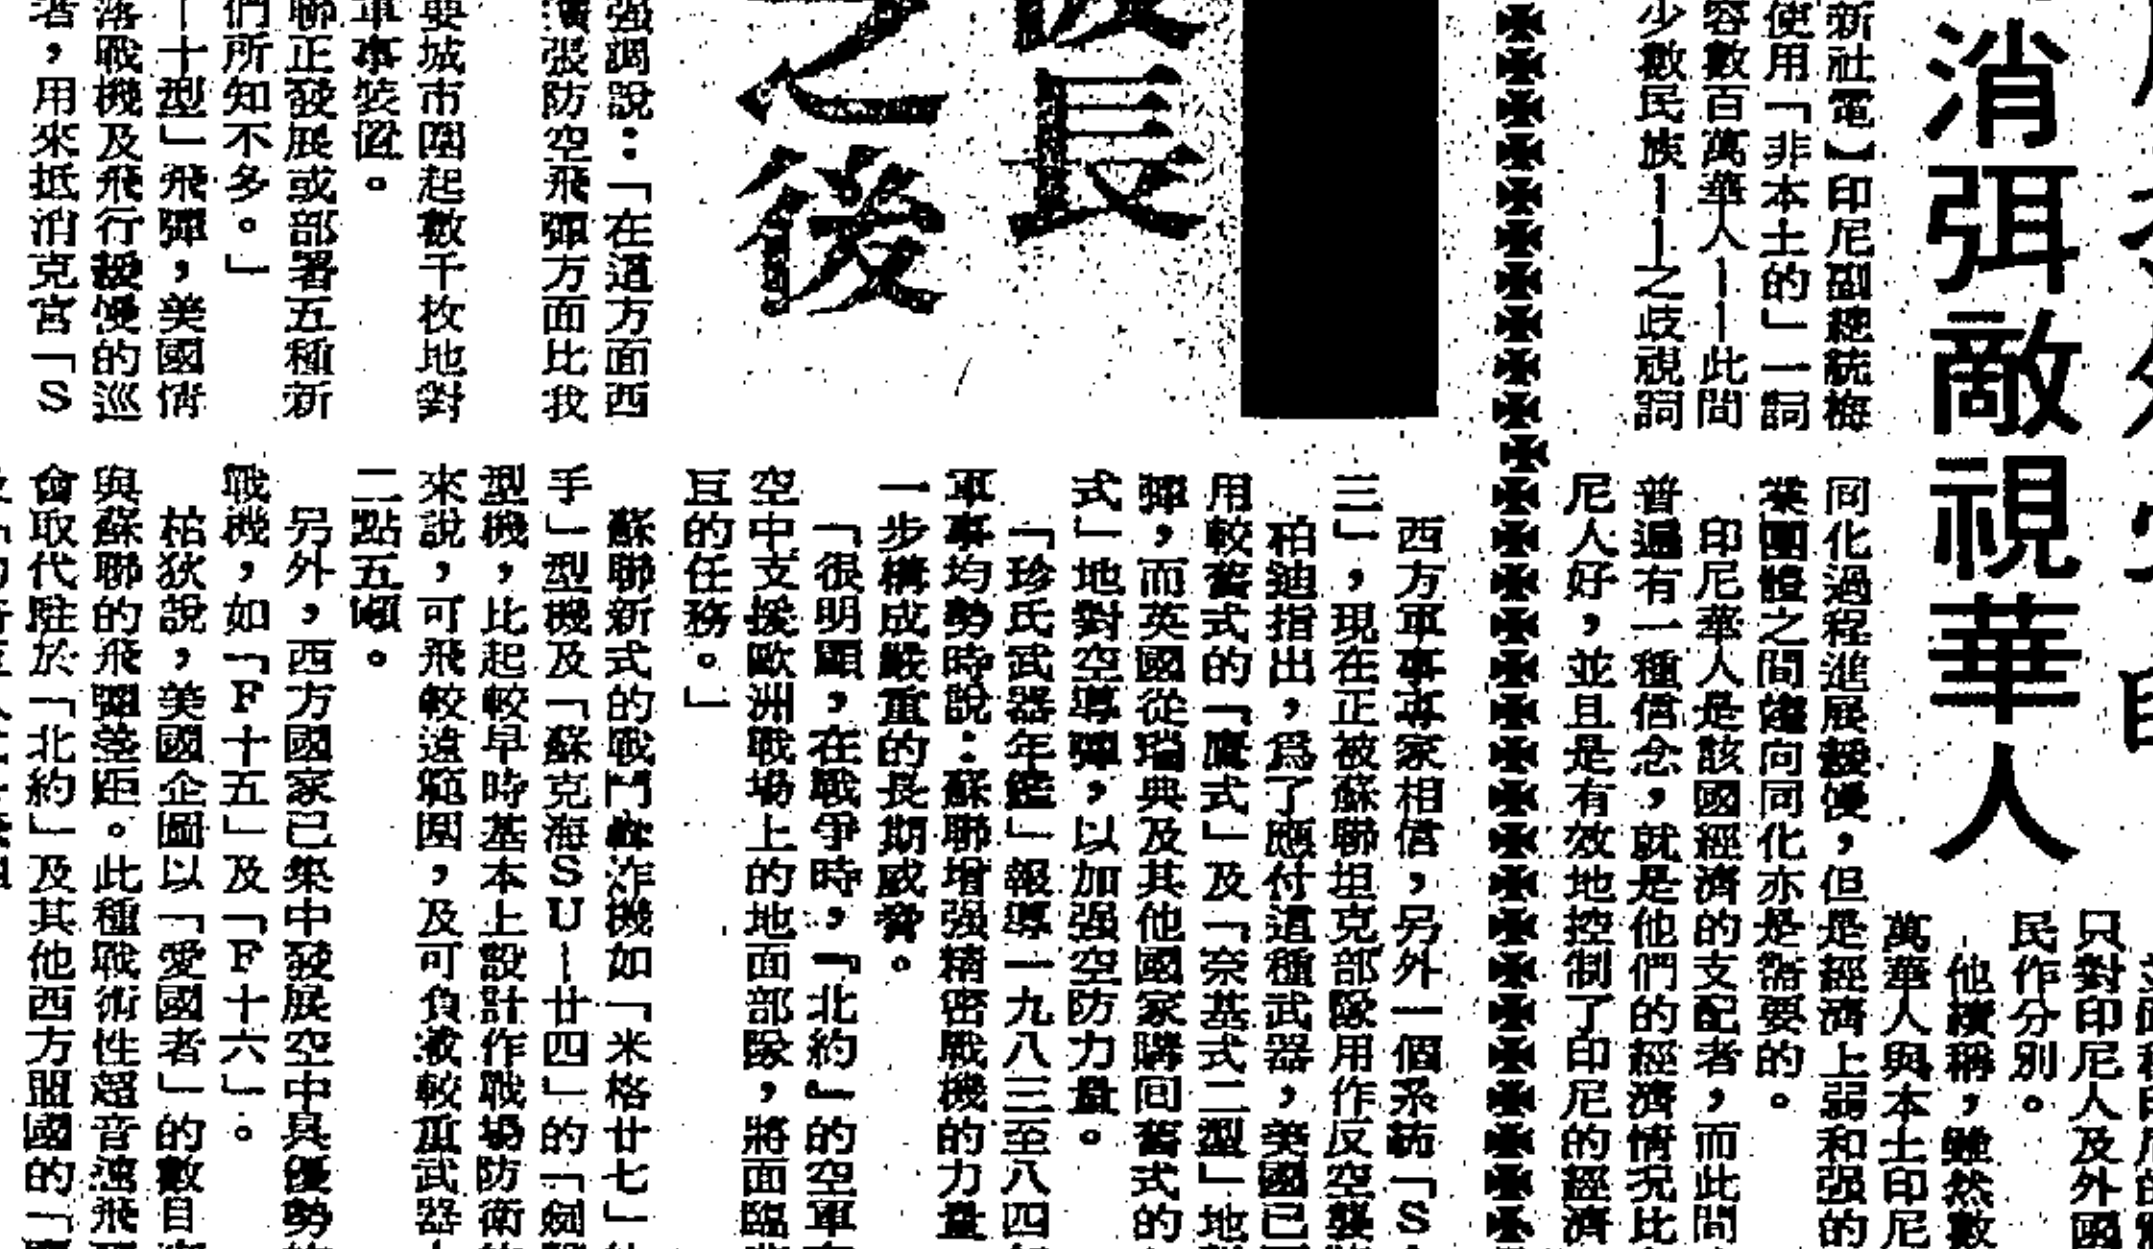 消弭敵視華人
只對印尼人及外國
民作分別。
他續稱，雖然數
萬華人與本土印尼
新社電】印尼副總統梅
使用「非本土的」一詞
容數百萬華人——此間
少數民族——之歧視詞
同化過程進展緩慢，但是經濟上弱和强的
業團體之間趨向同化亦是需要的。
印尼華人是該國經濟的支配者，而此間
普遍有一種信念，就是他們的經濟情況比
尼人好，並且是有效地控制了印尼的經濟
長
之後
强調說：「在這方面西
擴張防空飛彈方面比我
要城市圍起數千枚地對
軍事裝置。
聯正發展或部署五種新
們所知不多。」
—十型」飛彈，美國情
落戰機及飛行緩慢的巡
者，用來抵消克宮「S
西方軍事專家相信，另外一個系統「S
三」，現在正被蘇聯坦克部隊用作反空襲
柏迪指出，爲了應付這種武器，美國已
用較舊式的「鷹式」及「奈基式二型」地
彈，而英國從瑞典及其他國家購回舊式的
式」地對空導彈，以加强空防力量。
「珍氏武器年鑑」報導一九八三至八四
軍事均勢時說：蘇聯增强精密戰機的力量
一步構成嚴重的長期威脅。
「很明顯，在戰爭時，「北約」的空軍
空中支援歐洲戰場上的地面部隊，將面臨
互的任務。」
蘇聯新式的戰鬥轟炸機如「米格廿七」
手」型機及「蘇克海SU—廿四」的「劍
型機，比起較早時基本上設計作戰場防衛
來說，可飛較遠範圍，及可負載較重武器
二點五噸。
另外，西方國家已集中發展空中具優勢
戰機，如「F十五」及「F十六」。
枯狄說，美國企圖以「愛國者」的數目
與蘇聯的飛彈差距。此種戰術性超音速飛
會取代駐於「北約」及其他西方盟國的「